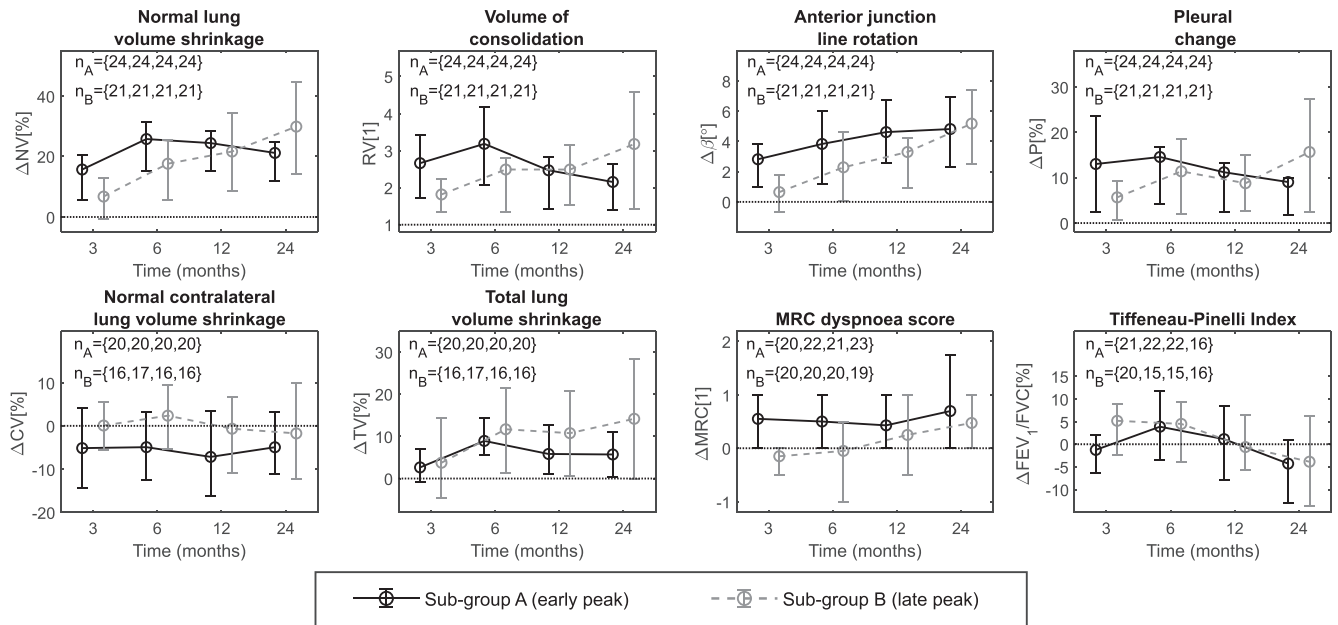 Normal lung
volume shrinkage
n_A={24,24,24,24}
n_B={21,21,21,21}
40
20
0
ΔNV[%]
3 6 12 24
Time (months)
Volume of
consolidation
n_A={24,24,24,24}
n_B={21,21,21,21}
5
4
3
2
1
RV[1]
3 6 12 24
Time (months)
Anterior junction
line rotation
n_A={24,24,24,24}
n_B={21,21,21,21}
8
6
4
2
0
Δβ[°]
3 6 12 24
Time (months)
Pleural
change
n_A={24,24,24,24}
n_B={21,21,21,21}
30
20
10
0
ΔP[%]
3 6 12 24
Time (months)
Normal contralateral
lung volume shrinkage
n_A={20,20,20,20}
n_B={16,17,16,16}
10
0
-10
-20
ΔCV[%]
3 6 12 24
Time (months)
Total lung
volume shrinkage
n_A={20,20,20,20}
n_B={16,17,16,16}
30
20
10
0
ΔTV[%]
3 6 12 24
Time (months)
MRC dyspnoea score
n_A={20,22,21,23}
n_B={20,20,20,19}
2
1
0
-1
ΔMRC[1]
3 6 12 24
Time (months)
Tiffeneau-Pinelli Index
n_A={21,22,22,16}
n_B={20,15,15,16}
15
10
5
0
-5
-10
ΔFEV_1/FVC[%]
3 6 12 24
Time (months)
Sub-group A (early peak)
Sub-group B (late peak)